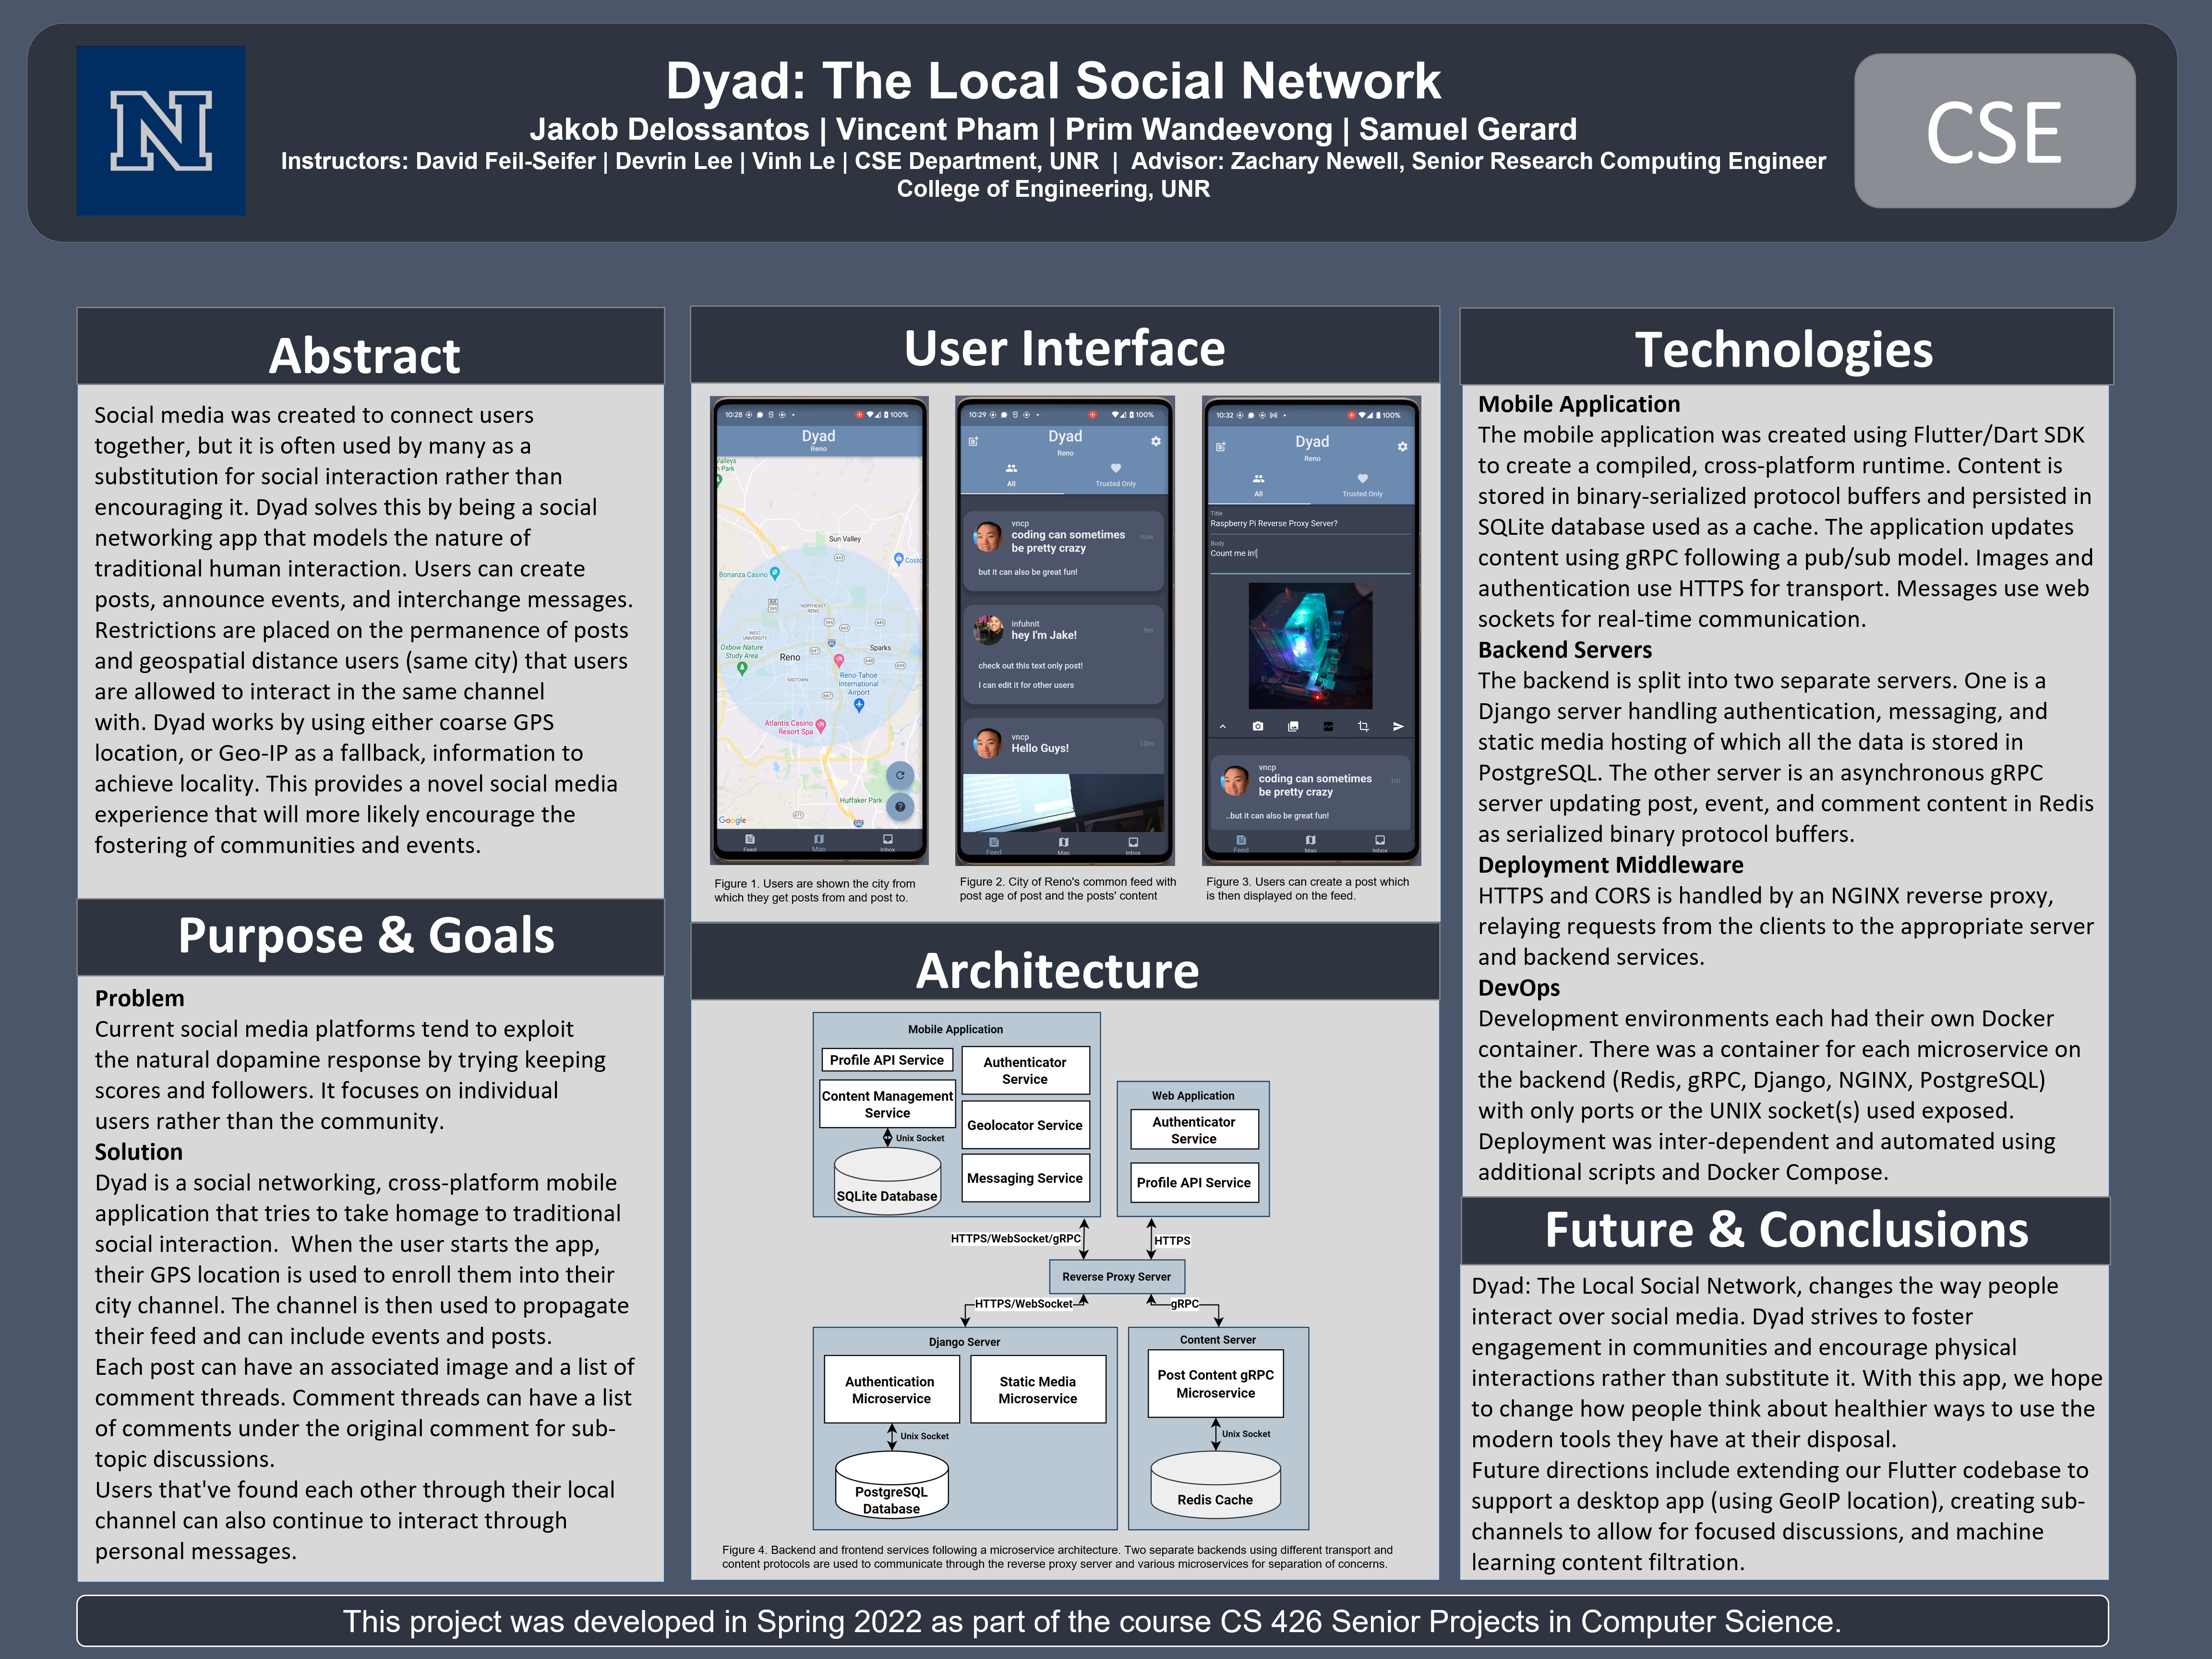 N
Dyad: The Local Social Network
Jakob Delossantos | Vincent Pham | Prim Wandeevong | Samuel Gerard
Instructors: David Feil-Seifer | Devrin Lee | Vinh Le | CSE Department, UNR | Advisor: Zachary Newell, Senior Research Computing Engineer
College of Engineering, UNR
CSE
Abstract
Social media was created to connect users
together, but it is often used by many as a
substitution for social interaction rather than
encouraging it. Dyad solves this by being a social
networking app that models the nature of
traditional human interaction. Users can create
posts, announce events, and interchange messages.
Restrictions are placed on the permanence of posts
and geospatial distance users (same city) that users
are allowed to interact in the same channel
with. Dyad works by using either coarse GPS
location, or Geo-IP as a fallback, information to
achieve locality. This provides a novel social media
experience that will more likely encourage the
fostering of communities and events.
Purpose & Goals
Problem
Current social media platforms tend to exploit
the natural dopamine response by trying keeping
scores and followers. It focuses on individual
users rather than the community.
Solution
Dyad is a social networking, cross-platform mobile
application that tries to take homage to traditional
social interaction.  When the user starts the app,
their GPS location is used to enroll them into their
city channel. The channel is then used to propagate
their feed and can include events and posts.
Each post can have an associated image and a list of
comment threads. Comment threads can have a list
of comments under the original comment for sub-
topic discussions.
Users that've found each other through their local
channel can also continue to interact through
personal messages.
User Interface
10:28
100%
Dyad
Reno
Valleys
n Park
Sun Valley
443
Costc
Bonanza Casino
395
NORTHEAST
RENO
WEST
UNIVERSITY
Oxbow Nature
Study Area
647
Reno
Sparks
MIDTOWN
Reno-Tahoe
International
Airport
667
Atlantis Casino
Resort Spa
Huffaker Park
671
Google
Feed
Map
Inbox
Figure 1. Users are shown the city from
which they get posts from and post to.
10:29
100%
Dyad
Reno
All
Trusted Only
vncp
coding can sometimes
be pretty crazy
now
but it can also be great fun!
infuhnit
hey I'm Jake!
9m
check out this text only post!
I can edit it for other users
vncp
Hello Guys!
10m
Feed
Map
Inbox
Figure 2. City of Reno's common feed with
post age of post and the posts' content
10:32
100%
Dyad
Reno
All
Trusted Only
Title
Raspberry Pi Reverse Proxy Server?
Body
Count me in!
vncp
coding can sometimes
be pretty crazy
1m
..but it can also be great fun!
Feed
Map
Inbox
Figure 3. Users can create a post which
is then displayed on the feed.
Architecture
Mobile Application
Profile API Service
Authenticator
Service
Content Management
Service
Geolocator Service
Unix Socket
Messaging Service
SQLite Database
Web Application
Authenticator
Service
Profile API Service
HTTPS/WebSocket/gRPC
HTTPS
Reverse Proxy Server
HTTPS/WebSocket
gRPC
Django Server
Authentication
Microservice
Static Media
Microservice
Unix Socket
PostgreSQL
Database
Content Server
Post Content gRPC
Microservice
Unix Socket
Redis Cache
Figure 4. Backend and frontend services following a microservice architecture. Two separate backends using different transport and
content protocols are used to communicate through the reverse proxy server and various microservices for separation of concerns.
Technologies
Mobile Application
The mobile application was created using Flutter/Dart SDK
to create a compiled, cross-platform runtime. Content is
stored in binary-serialized protocol buffers and persisted in
SQLite database used as a cache. The application updates
content using gRPC following a pub/sub model. Images and
authentication use HTTPS for transport. Messages use web
sockets for real-time communication.
Backend Servers
The backend is split into two separate servers. One is a
Django server handling authentication, messaging, and
static media hosting of which all the data is stored in
PostgreSQL. The other server is an asynchronous gRPC
server updating post, event, and comment content in Redis
as serialized binary protocol buffers.
Deployment Middleware
HTTPS and CORS is handled by an NGINX reverse proxy,
relaying requests from the clients to the appropriate server
and backend services.
DevOps
Development environments each had their own Docker
container. There was a container for each microservice on
the backend (Redis, gRPC, Django, NGINX, PostgreSQL)
with only ports or the UNIX socket(s) used exposed.
Deployment was inter-dependent and automated using
additional scripts and Docker Compose.
Future & Conclusions
Dyad: The Local Social Network, changes the way people
interact over social media. Dyad strives to foster
engagement in communities and encourage physical
interactions rather than substitute it. With this app, we hope
to change how people think about healthier ways to use the
modern tools they have at their disposal.
Future directions include extending our Flutter codebase to
support a desktop app (using GeoIP location), creating sub-
channels to allow for focused discussions, and machine
learning content filtration.
This project was developed in Spring 2022 as part of the course CS 426 Senior Projects in Computer Science.